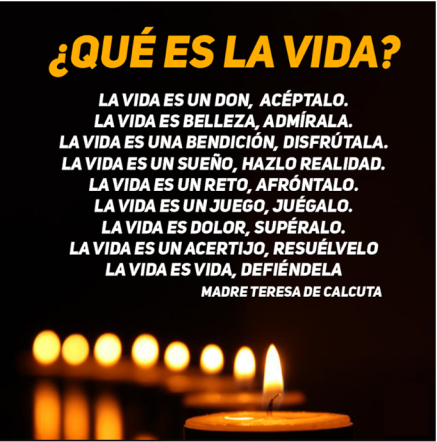 ¿QUÉ ES LA VIDA?
LA VIDA ES UN DON, ACÉPTALO.
LA VIDA ES BELLEZA, ADMÍRALA.
LA VIDA ES UNA BENDICIÓN, DISFRÚTALA.
LA VIDA ES UN SUEÑO, HAZLO REALIDAD.
LA VIDA ES UN RETO, AFRÓNTALO.
LA VIDA ES UN JUEGO, JUÉGALO.
LA VIDA ES DOLOR, SUPÉRALO.
LA VIDA ES UN ACERTIJO, RESUÉLVELO
LA VIDA ES VIDA, DEFIÉNDELA
MADRE TERESA DE CALCUTA